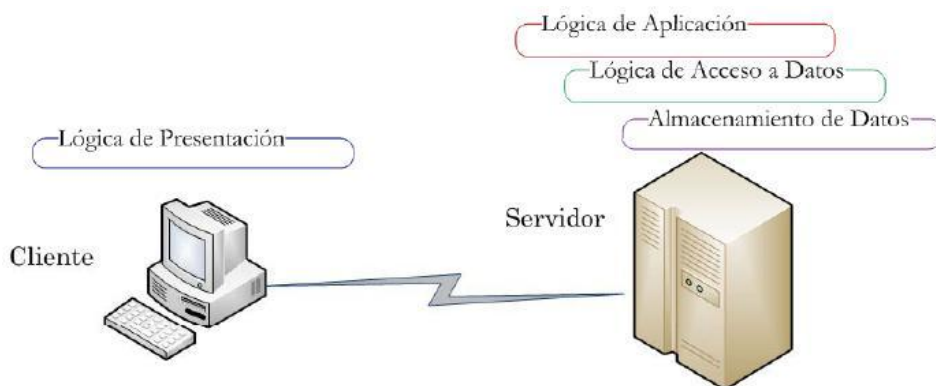 Lógica de Aplicación
Lógica de Acceso a Datos
Almacenamiento de Datos
Lógica de Presentación
Servidor
Cliente